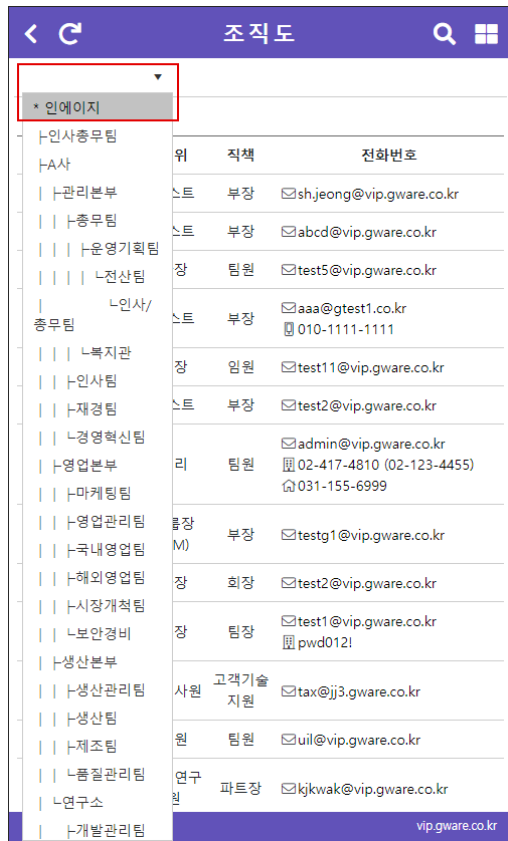 조직도
* 인에이지
├인사총무팀
├A사
| ├관리본부
| | ├총무팀
| | | ├운영기획팀
| | | | └전산팀
| └인사/
총무팀
| | | └복지관
| | ├인사팀
| | ├재경팀
| | └경영혁신팀
| ├영업본부
| | ├마케팅팀
| | ├영업관리팀
| | ├국내영업팀
| | ├해외영업팀
| | ├시장개척팀
| | └보안경비
| ├생산본부
| | ├생산관리팀
| | ├생산팀
| | ├제조팀
| | └품질관리팀
| └연구소
| ├개발관리팀
위 직책 전화번호
스트 부장 sh.jeong@vip.gware.co.kr
스트 부장 abcd@vip.gware.co.kr
장 팀원 test5@vip.gware.co.kr
스트 부장 aaa@gtest1.co.kr
010-1111-1111
장 임원 test11@vip.gware.co.kr
스트 부장 test2@vip.gware.co.kr
리 팀원 admin@vip.gware.co.kr
02-417-4810 (02-123-4455)
031-155-6999
룹장
M) 부장 testg1@vip.gware.co.kr
장 회장 test2@vip.gware.co.kr
장 팀장 test1@vip.gware.co.kr
pwd012!
사원 고객기술
지원 tax@jj3.gware.co.kr
원 팀원 uil@vip.gware.co.kr
연구
원 파트장 kjkwak@vip.gware.co.kr
vip.gware.co.kr